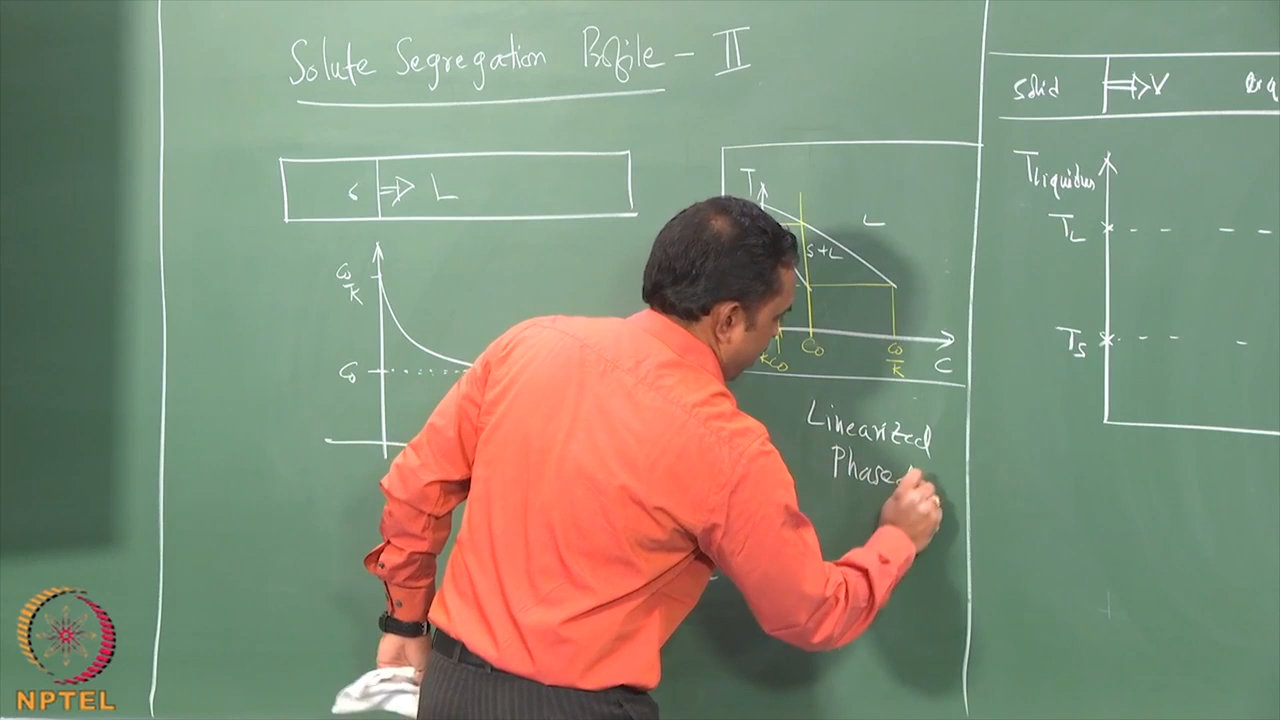 Solute Segregation Profile - II
S L
C0/K
C0
T
L
S+L
KC0 C0 C0/K C
Linearized
Phase
Solid V
TLiquidus
TL
TS
NPTEL